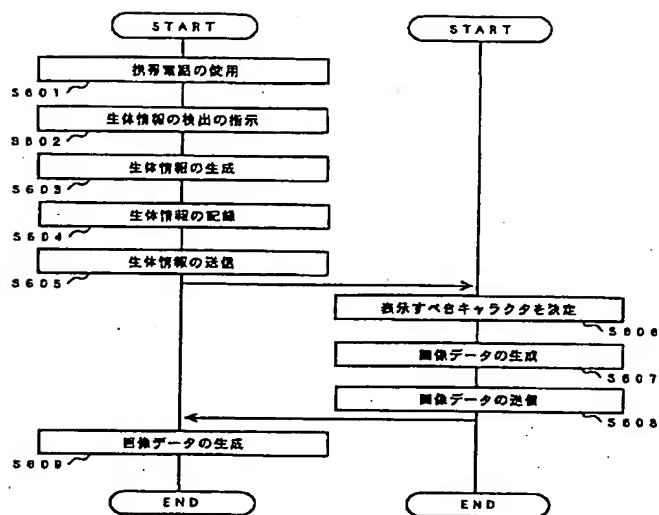 START
START
携帯電話の使用
S601
生体情報の検出の指示
S602
生体情報の生成
S603
生体情報の記録
S604
生体情報の送信
S605
表示すべきキャラクタを決定
S606
画像データの生成
S607
画像データの送信
S608
画像データの生成
S609
END
END